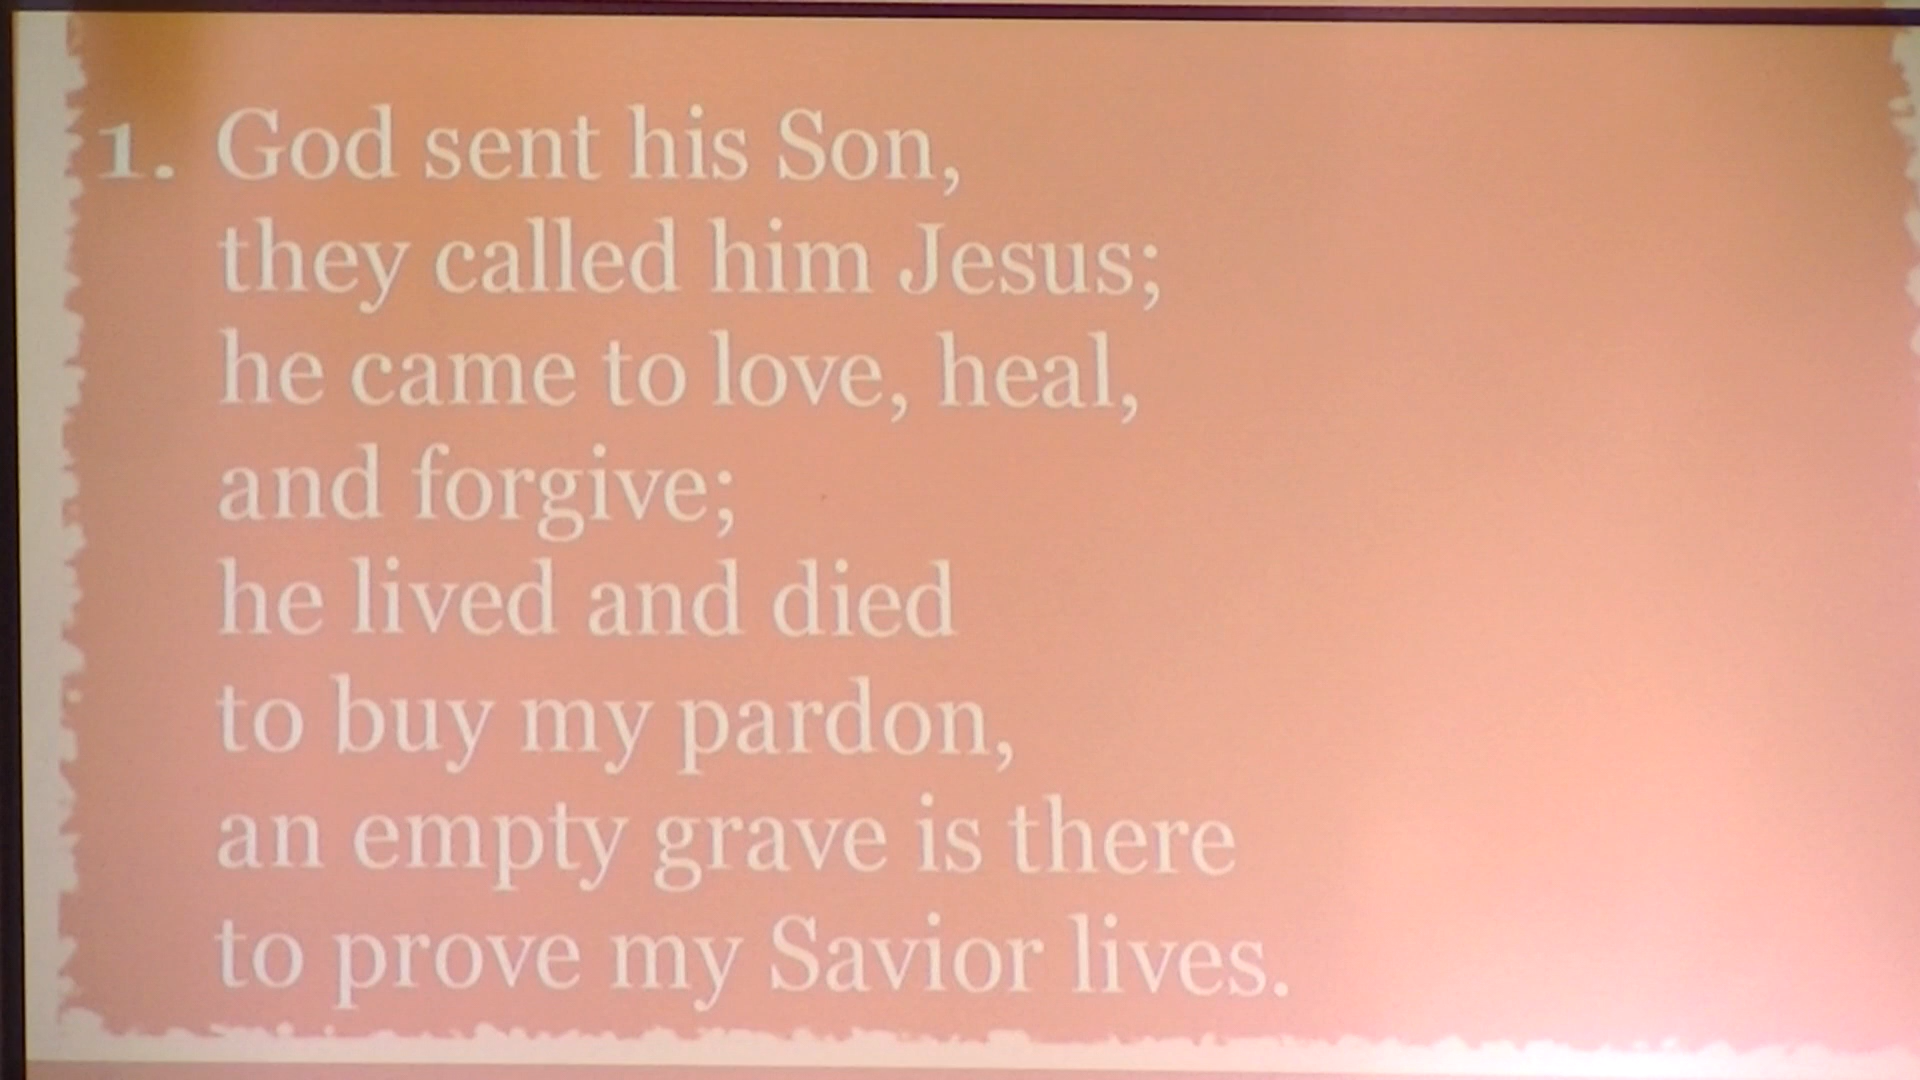 1. God sent his Son,
they called him Jesus;
he came to love, heal,
and forgive;
he lived and died
to buy my pardon,
an empty grave is there
to prove my Savior lives.